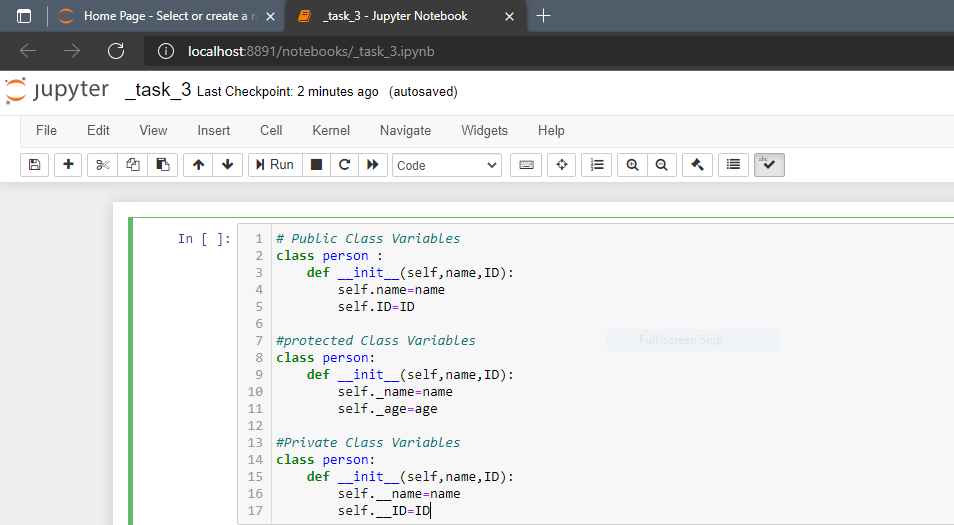 Home Page - Select or create a n
_task_3 - Jupyter Notebook
localhost:8891/notebooks/_task_3.ipynb
jupyter _task_3 Last Checkpoint: 2 minutes ago (autosaved)
File Edit View Insert Cell Kernel Navigate Widgets Help
Run Code abc
In [ ]:
1 # Public Class Variables
2 class person :
3 def __init__(self,name,ID):
4 self.name=name
5 self.ID=ID
6
7 #protected Class Variables
Full-screen Snip
8 class person:
9 def __init__(self,name,ID):
10 self._name=name
11 self._age=age
12
13 #Private Class Variables
14 class person:
15 def __init__(self,name,ID):
16 self.__name=name
17 self.__ID=ID